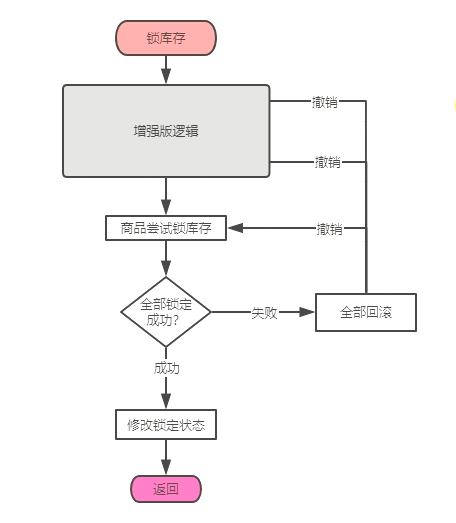 锁库存
撤销
增强版逻辑
撤销
商品尝试锁库存
撤销
全部锁定
成功?
失败
全部回滚
成功
修改锁定状态
返回